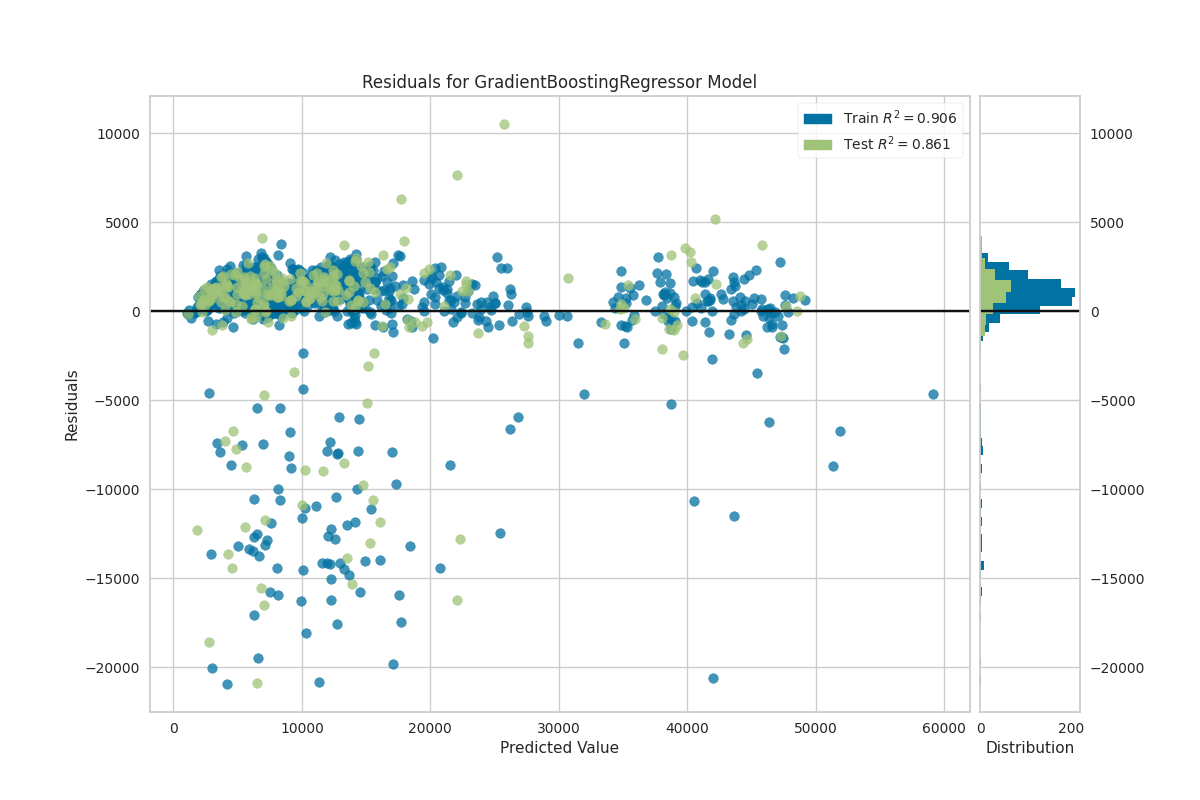 Residuals for GradientBoostingRegressor Model
Train R² = 0.906
Test R² = 0.861
Residuals
10000
5000
0
−5000
−10000
−15000
−20000
0 10000 20000 30000 40000 50000 60000
Predicted Value
10000
5000
0
−5000
−10000
−15000
−20000
0 200
Distribution